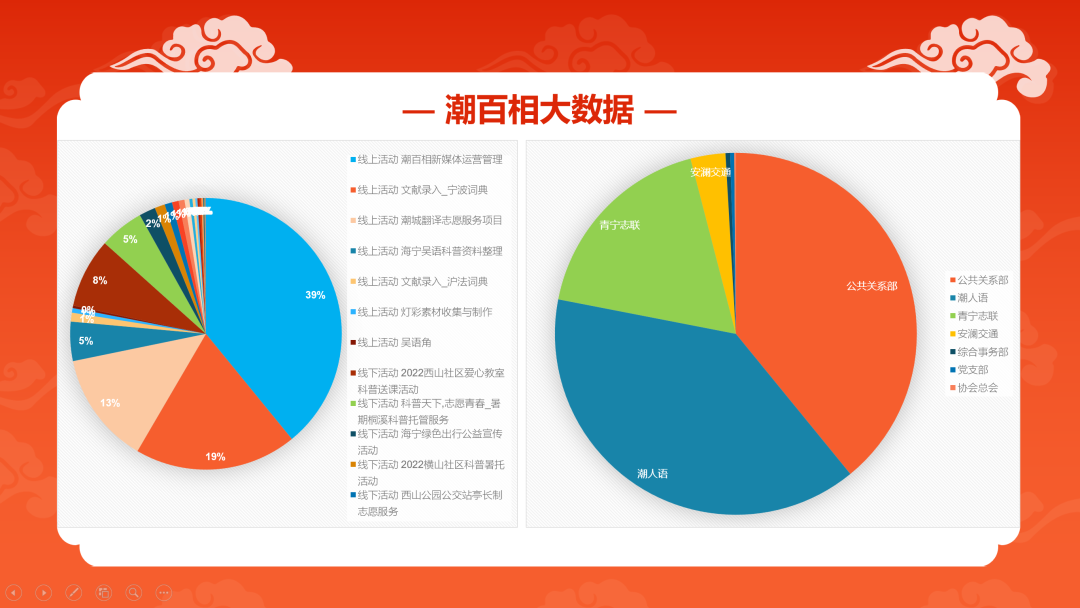 — 潮百相大数据 —
39%
19%
13%
5%
1%
0%
8%
5%
2%
1%
1%
线上活动 潮百相新媒体运营管理
线上活动 文献录入_宁波词典
线上活动 潮城翻译志愿服务项目
线上活动 海宁吴语科普资料整理
线上活动 文献录入_沪法词典
线上活动 灯彩素材收集与制作
线上活动 吴语角
线下活动 2022西山社区爱心教室
科普送课活动
线下活动 科普天下,志愿青春_暑
期桐溪科普托管服务
线下活动 海宁绿色出行公益宣传
活动
线下活动 2022横山社区科普暑托
活动
线下活动 西山公园公交站亭长制
志愿服务
安澜交通
青宁志联
公共关系部
潮人语
公共关系部
潮人语
青宁志联
安澜交通
综合事务部
党支部
协会总会